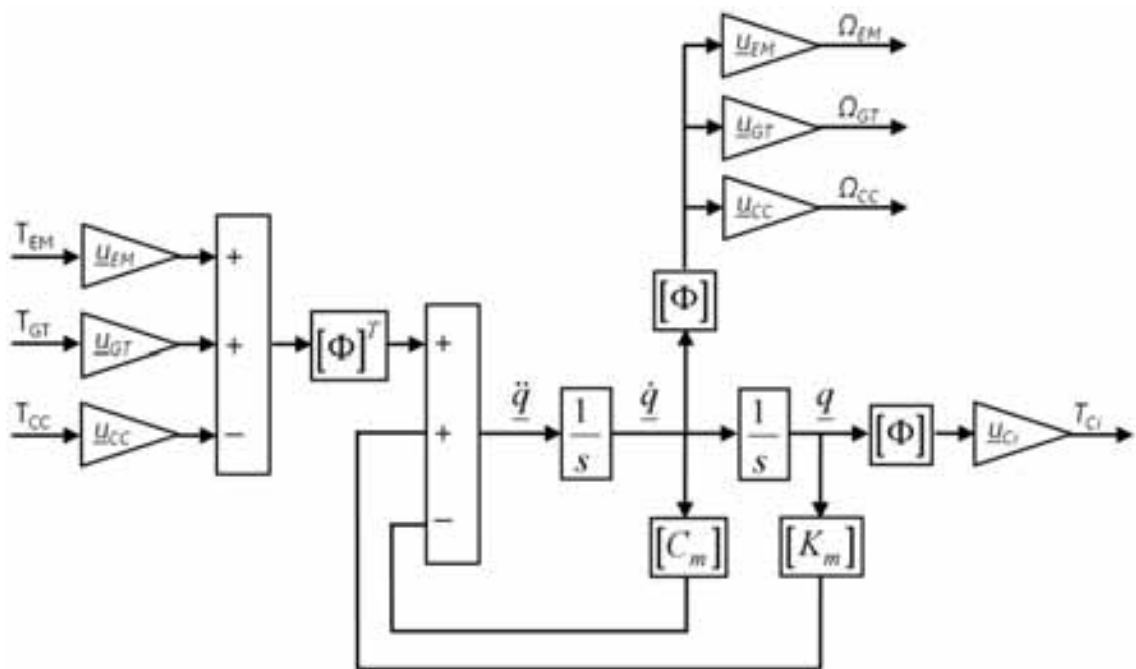 u_EM Ω_EM
u_GT Ω_GT
u_CC Ω_CC
T_EM u_EM +
T_GT u_GT + [Φ]^T +
T_CC u_CC −
[Φ]
q̈ 1/s q̇ 1/s q [Φ] u_Ci T_Ci
+
− [C_m] [K_m]